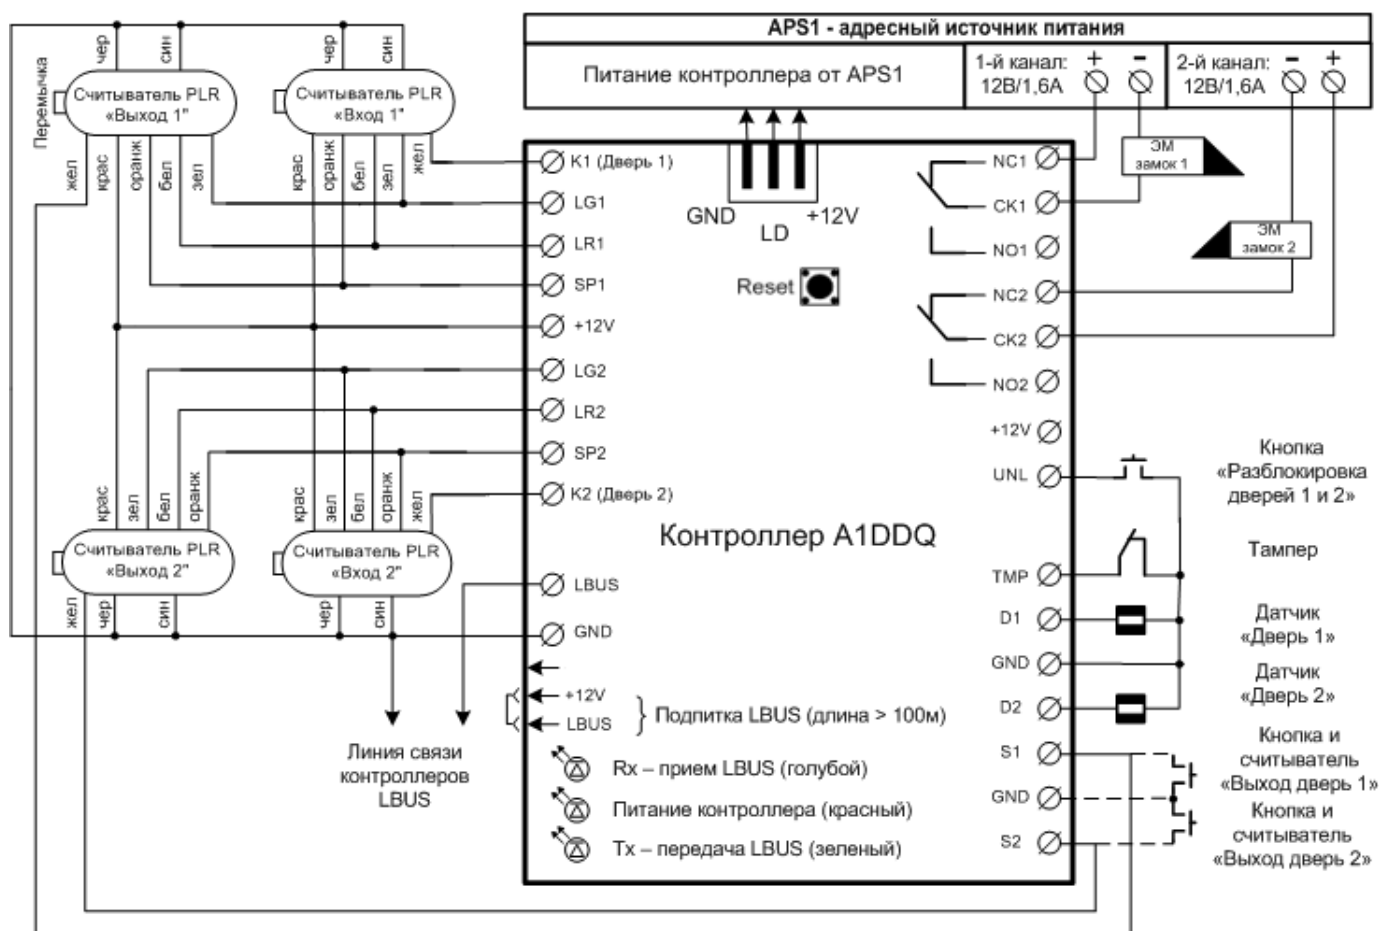 APS1 - адресный источник питания
Питание контроллера от APS1
1-й канал:
12В/1,6А
+
-
2-й канал:
12В/1,6А
-
+
чер
син
чер
син
Перемычка
Считыватель PLR
«Выход 1"
Считыватель PLR
«Вход 1"
жел
крас
оранж
бел
зел
крас
оранж
бел
зел
жел
K1 (Дверь 1)
LG1
LR1
SP1
+12V
LG2
LR2
SP2
K2 (Дверь 2)
LBUS
GND
+12V
LBUS
Подпитка LBUS (длина > 100м)
GND
LD
+12V
Reset
Контроллер A1DDQ
Rx – прием LBUS (голубой)
Питание контроллера (красный)
Tx – передача LBUS (зеленый)
NC1
CK1
NO1
NC2
CK2
NO2
+12V
UNL
TMP
D1
GND
D2
S1
GND
S2
ЭМ
замок 1
ЭМ
замок 2
Кнопка
«Разблокировка
дверей 1 и 2»
Тампер
Датчик
«Дверь 1»
Датчик
«Дверь 2»
Кнопка и
считыватель
«Выход дверь 1»
Кнопка и
считыватель
«Выход дверь 2»
крас
зел
бел
оранж
крас
зел
бел
оранж
жел
Считыватель PLR
«Выход 2"
Считыватель PLR
«Вход 2"
жел
чер
син
чер
син
Линия связи
контроллеров
LBUS